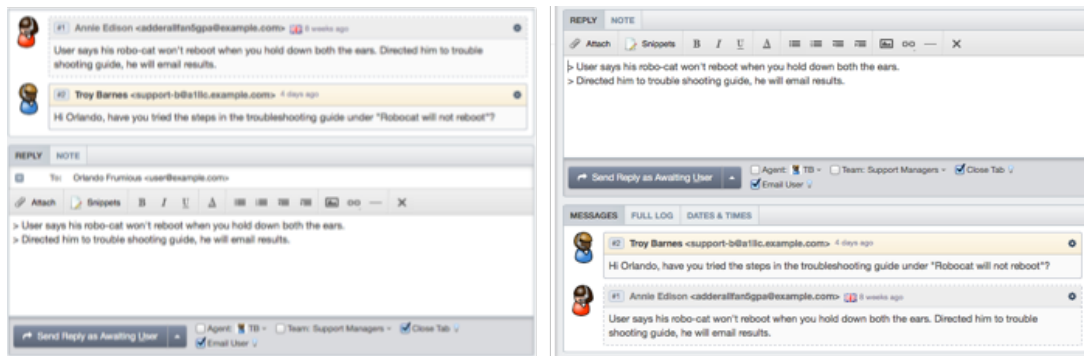 #1 Annie Edison <adderallfan5gpa@example.com> 8 weeks ago
User says his robo-cat won't reboot when you hold down both the ears. Directed him to trouble
shooting guide, he will email results.
#2 Troy Barnes <support-b@a1llc.example.com> 4 days ago
Hi Orlando, have you tried the steps in the troubleshooting guide under "Robocat will not reboot"?
REPLY NOTE
To: Orlando Frumious <user@example.com>
Attach Snippets B I U A
> User says his robo-cat won't reboot when you hold down both the ears.
> Directed him to trouble shooting guide, he will email results.
Send Reply as Awaiting User Agent: TB Team: Support Managers Close Tab
Email User
REPLY NOTE
Attach Snippets B I U A
> User says his robo-cat won't reboot when you hold down both the ears.
> Directed him to trouble shooting guide, he will email results.
Send Reply as Awaiting User Agent: TB Team: Support Managers Close Tab
Email User
MESSAGES FULL LOG DATES & TIMES
#2 Troy Barnes <support-b@a1llc.example.com> 4 days ago
Hi Orlando, have you tried the steps in the troubleshooting guide under "Robocat will not reboot"?
#1 Annie Edison <adderallfan5gpa@example.com> 8 weeks ago
User says his robo-cat won't reboot when you hold down both the ears. Directed him to trouble
shooting guide, he will email results.